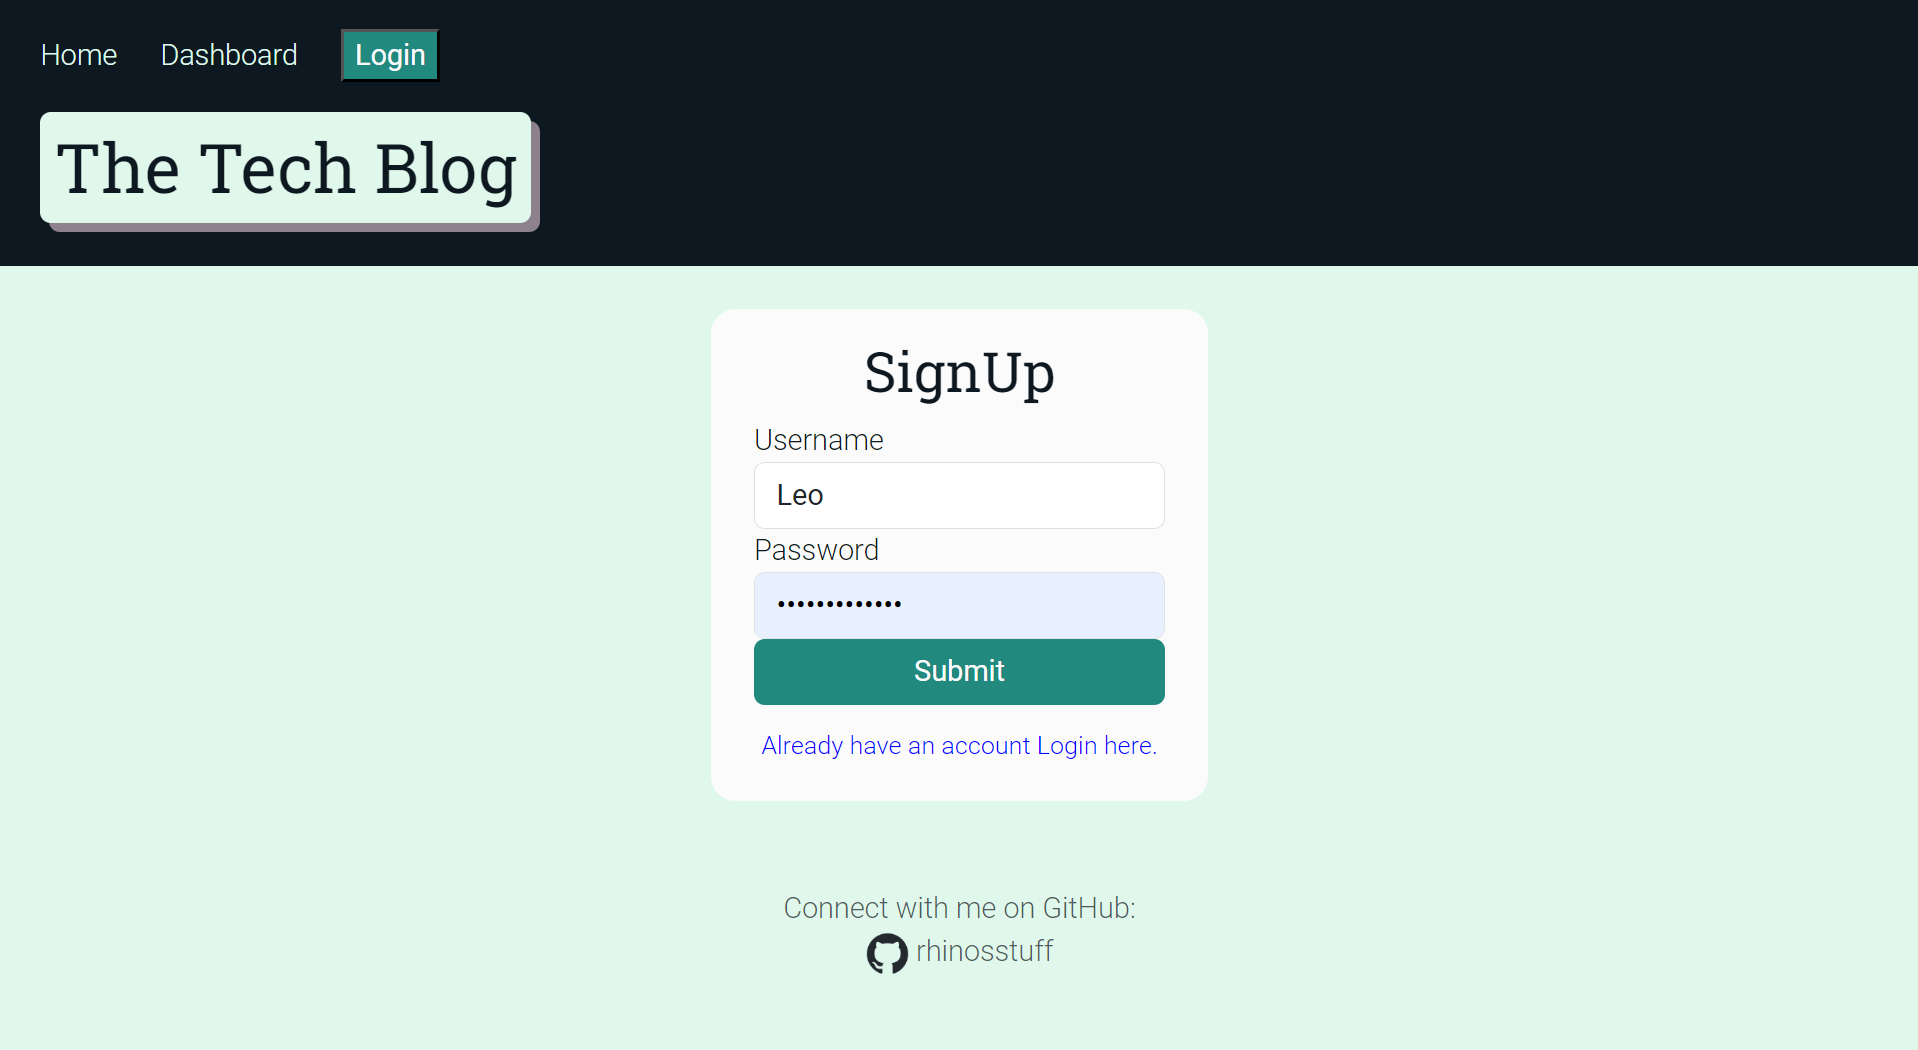 Home Dashboard Login
The Tech Blog
SignUp
Username
Leo
Password
•••••••••••••
Submit
Already have an account Login here.
Connect with me on GitHub:
rhinosstuff